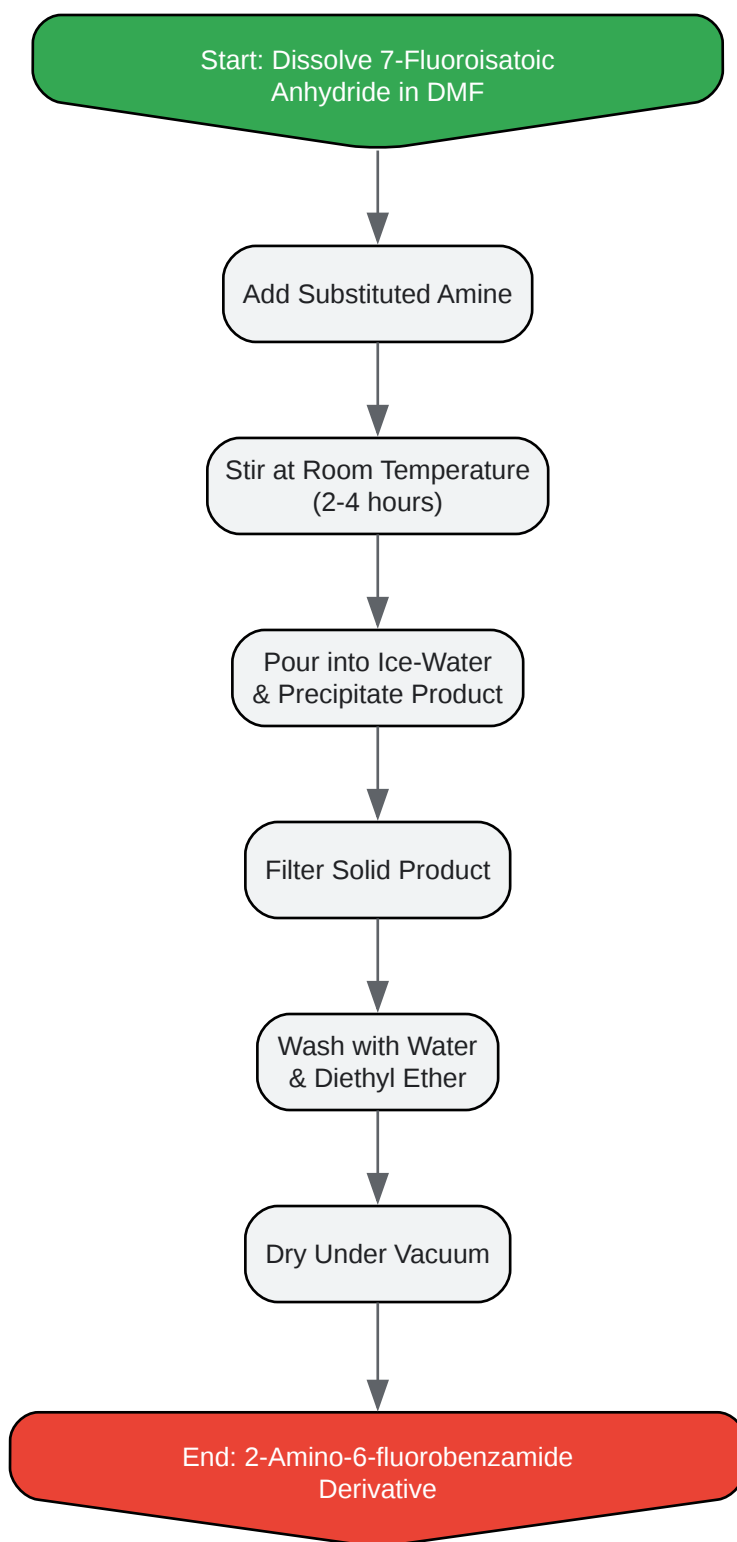 Start: Dissolve 7-Fluoroisatoic
Anhydride in DMF
Add Substituted Amine
Stir at Room Temperature
(2-4 hours)
Pour into Ice-Water
& Precipitate Product
Filter Solid Product
Wash with Water
& Diethyl Ether
Dry Under Vacuum
End: 2-Amino-6-fluorobenzamide
Derivative